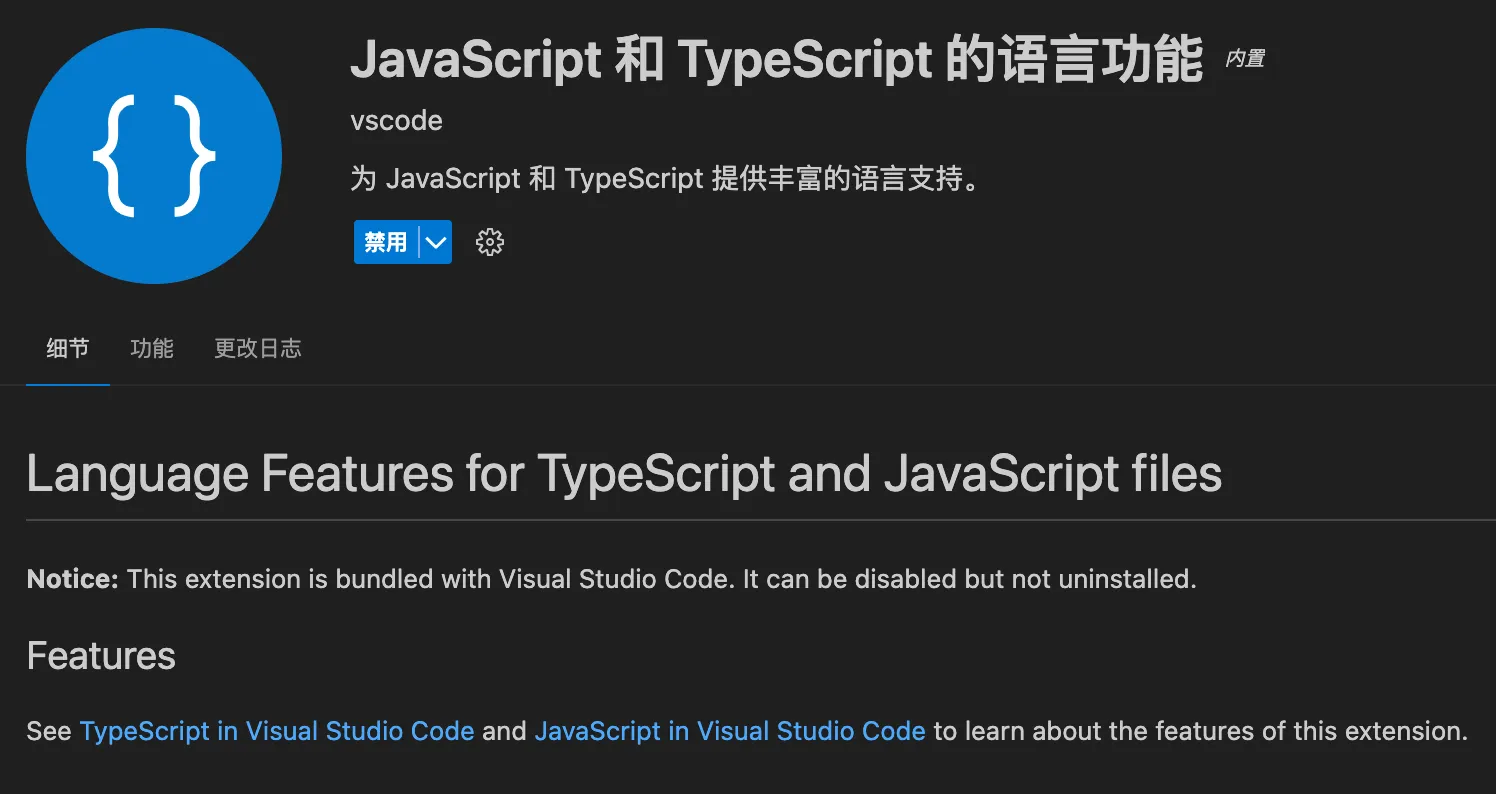 JavaScript 和 TypeScript 的语言功能 内置
vscode
为 JavaScript 和 TypeScript 提供丰富的语言支持。
禁用
细节 功能 更改日志
Language Features for TypeScript and JavaScript files
Notice: This extension is bundled with Visual Studio Code. It can be disabled but not uninstalled.
Features
See TypeScript in Visual Studio Code and JavaScript in Visual Studio Code to learn about the features of this extension.